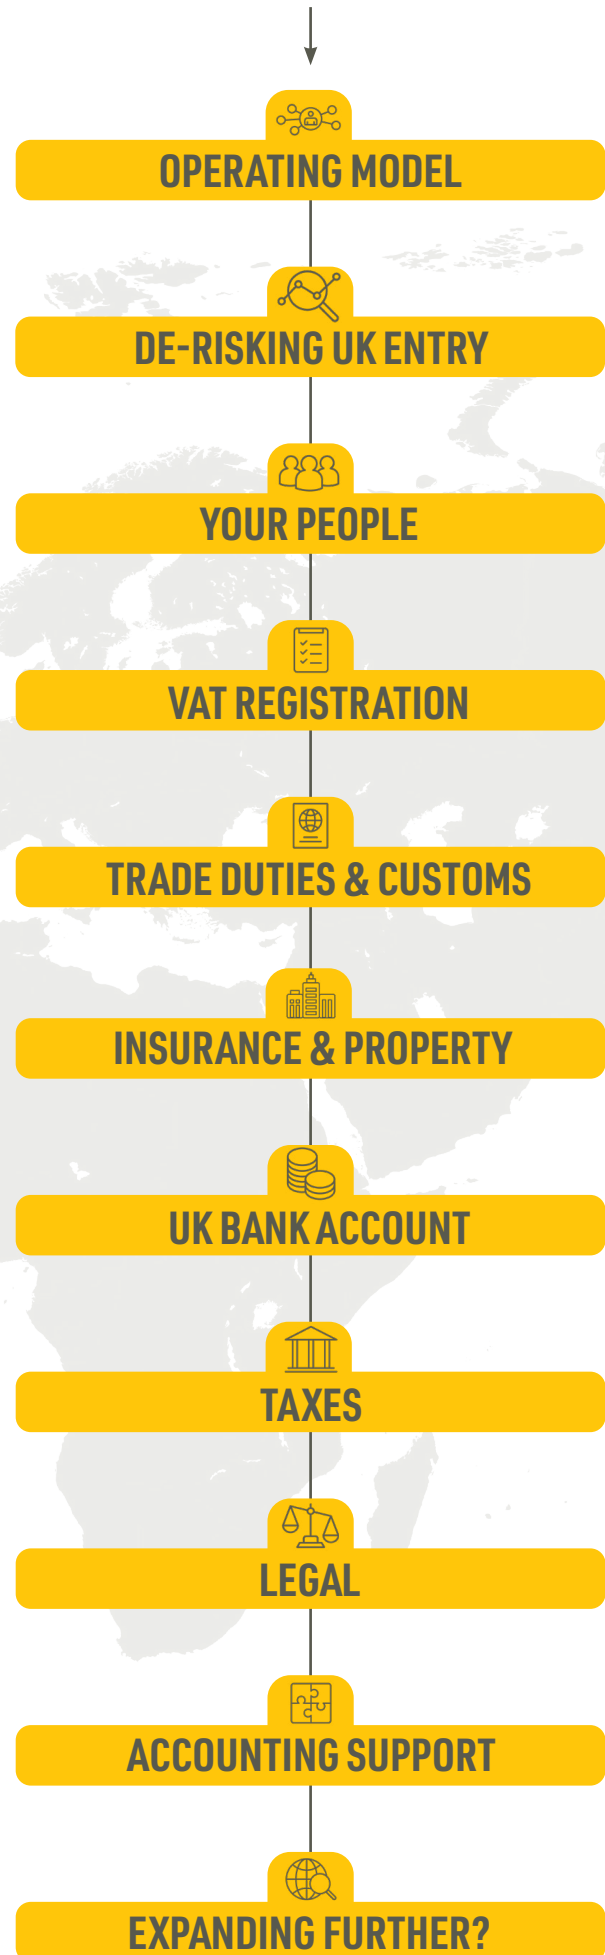 OPERATING MODEL
DE-RISKING UK ENTRY
YOUR PEOPLE
VAT REGISTRATION
TRADE DUTIES & CUSTOMS
INSURANCE & PROPERTY
UK BANK ACCOUNT
TAXES
LEGAL
ACCOUNTING SUPPORT
EXPANDING FURTHER?